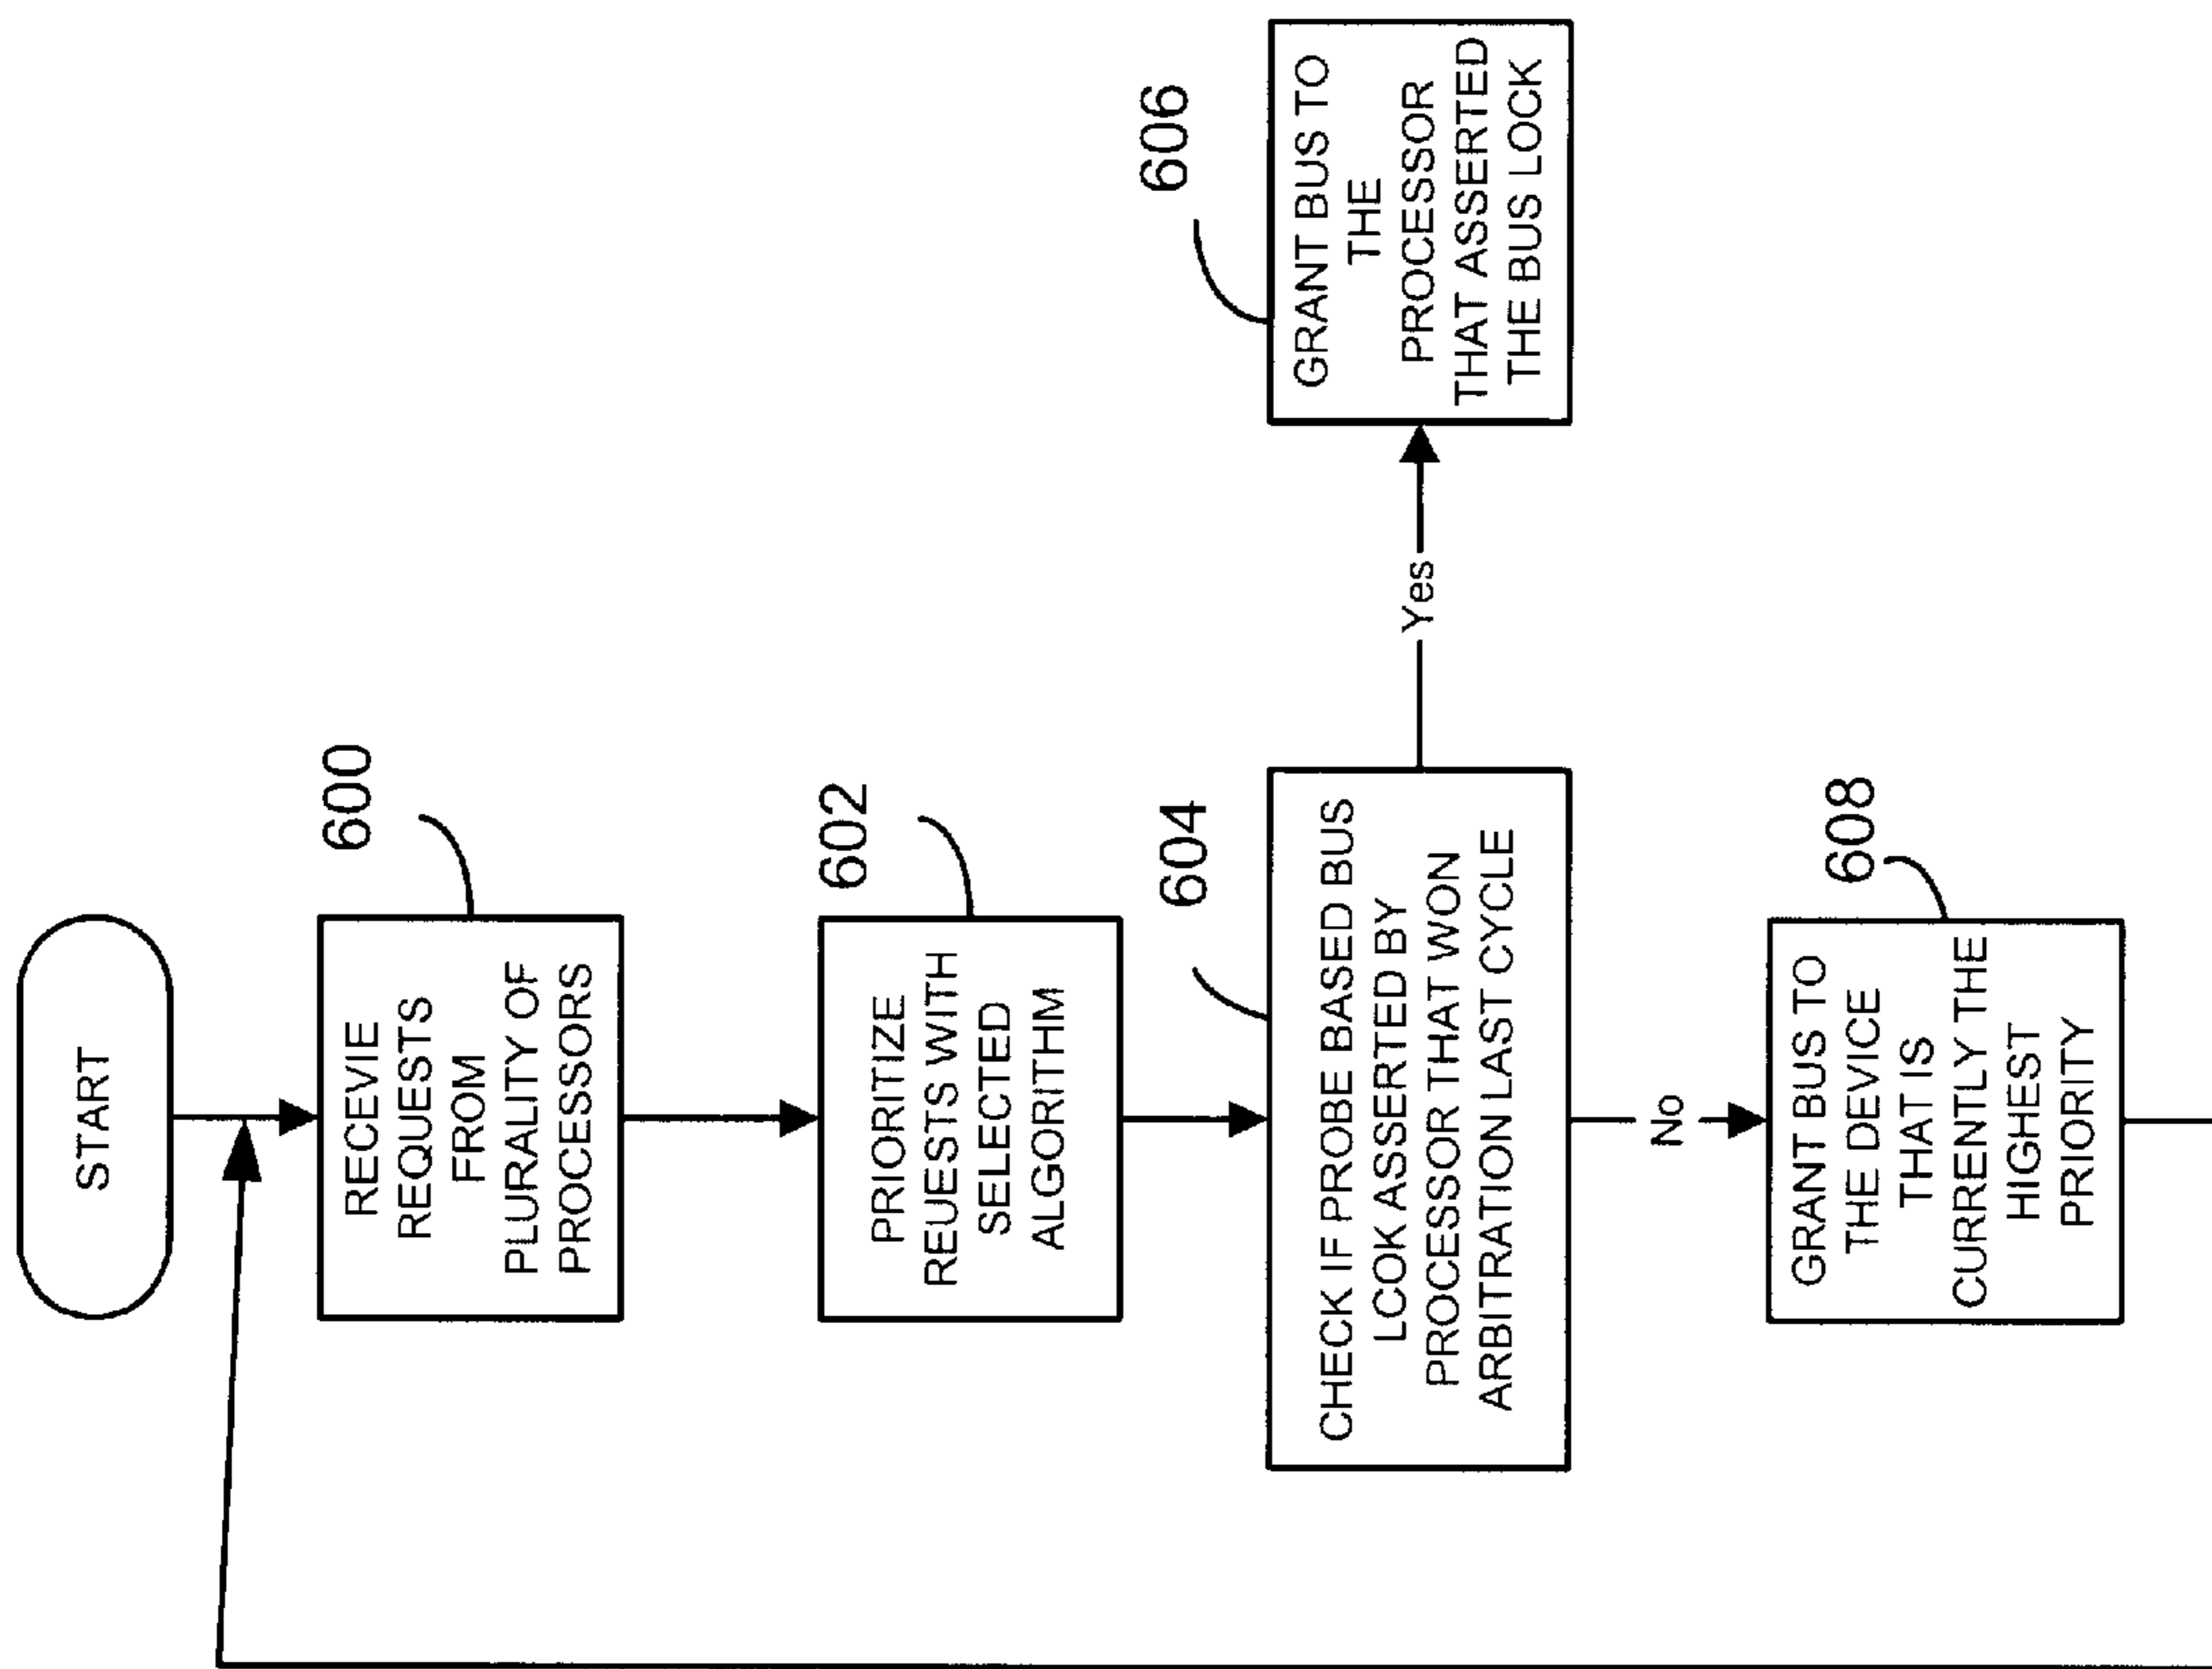 START
600
RECEVIE
REQUESTS
FROM
PLURALITY OF
PROCESSORS
602
PRIORITIZE
REUESTS WITH
SELECTED
ALGORITHM
604
CHECK IF PROBE BASED BUS
LCOK ASSERTED BY
PROCESSOR THAT WON
ARBITRATION LAST CYCLE
Yes
606
GRANT BUS TO
THE
PROCESSOR
THAT ASSERTED
THE BUS LOCK
No
608
GRANT BUS TO
THE DEVICE
THAT IS
CURRENTLY THE
HIGHEST
PRIORITY